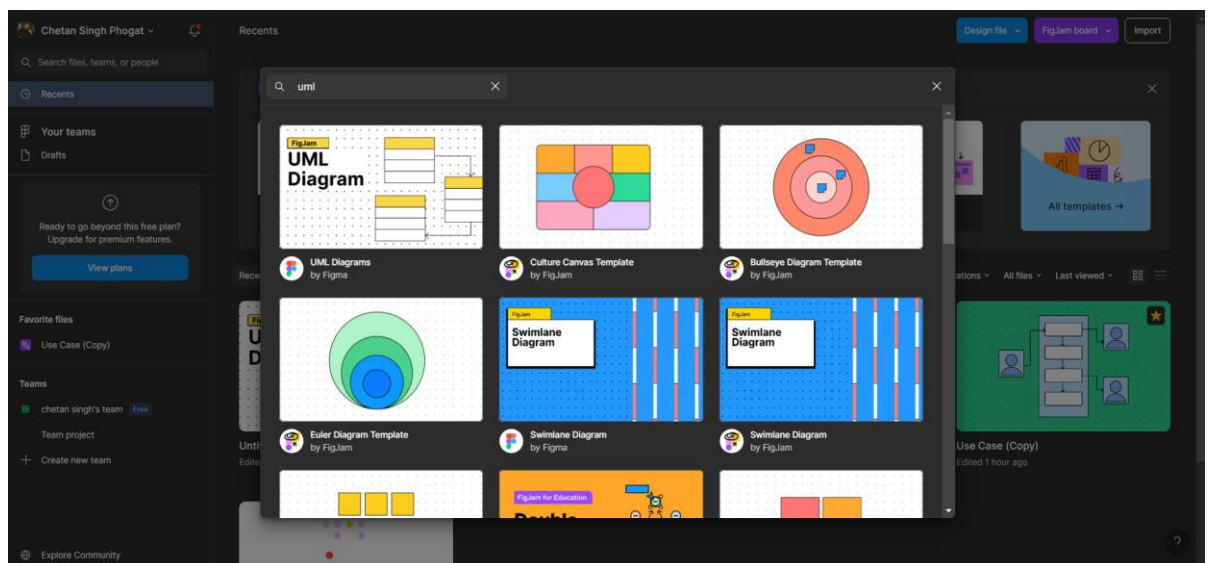 Chetan Singh Phogat
Recents
Design file
FigJam board
Import
Search files, teams, or people
Recents
Your teams
Drafts
Ready to go beyond this free plan?
Upgrade for premium features.
View plans
Favorite files
Use Case (Copy)
Teams
chetan singh's team Free
Team project
Create new team
Explore Community
uml
FigJam
UML
Diagram
UML Diagrams
by Figma
Culture Canvas Template
by FigJam
Bullseye Diagram Template
by FigJam
Euler Diagram Template
by FigJam
FigJam
Swimlane
Diagram
Swimlane Diagram
by Figma
FigJam
Swimlane
Diagram
Swimlane Diagram
by FigJam
FigJam for Education
Double
All templates →
All files
Last viewed
Use Case (Copy)
Edited 1 hour ago
?